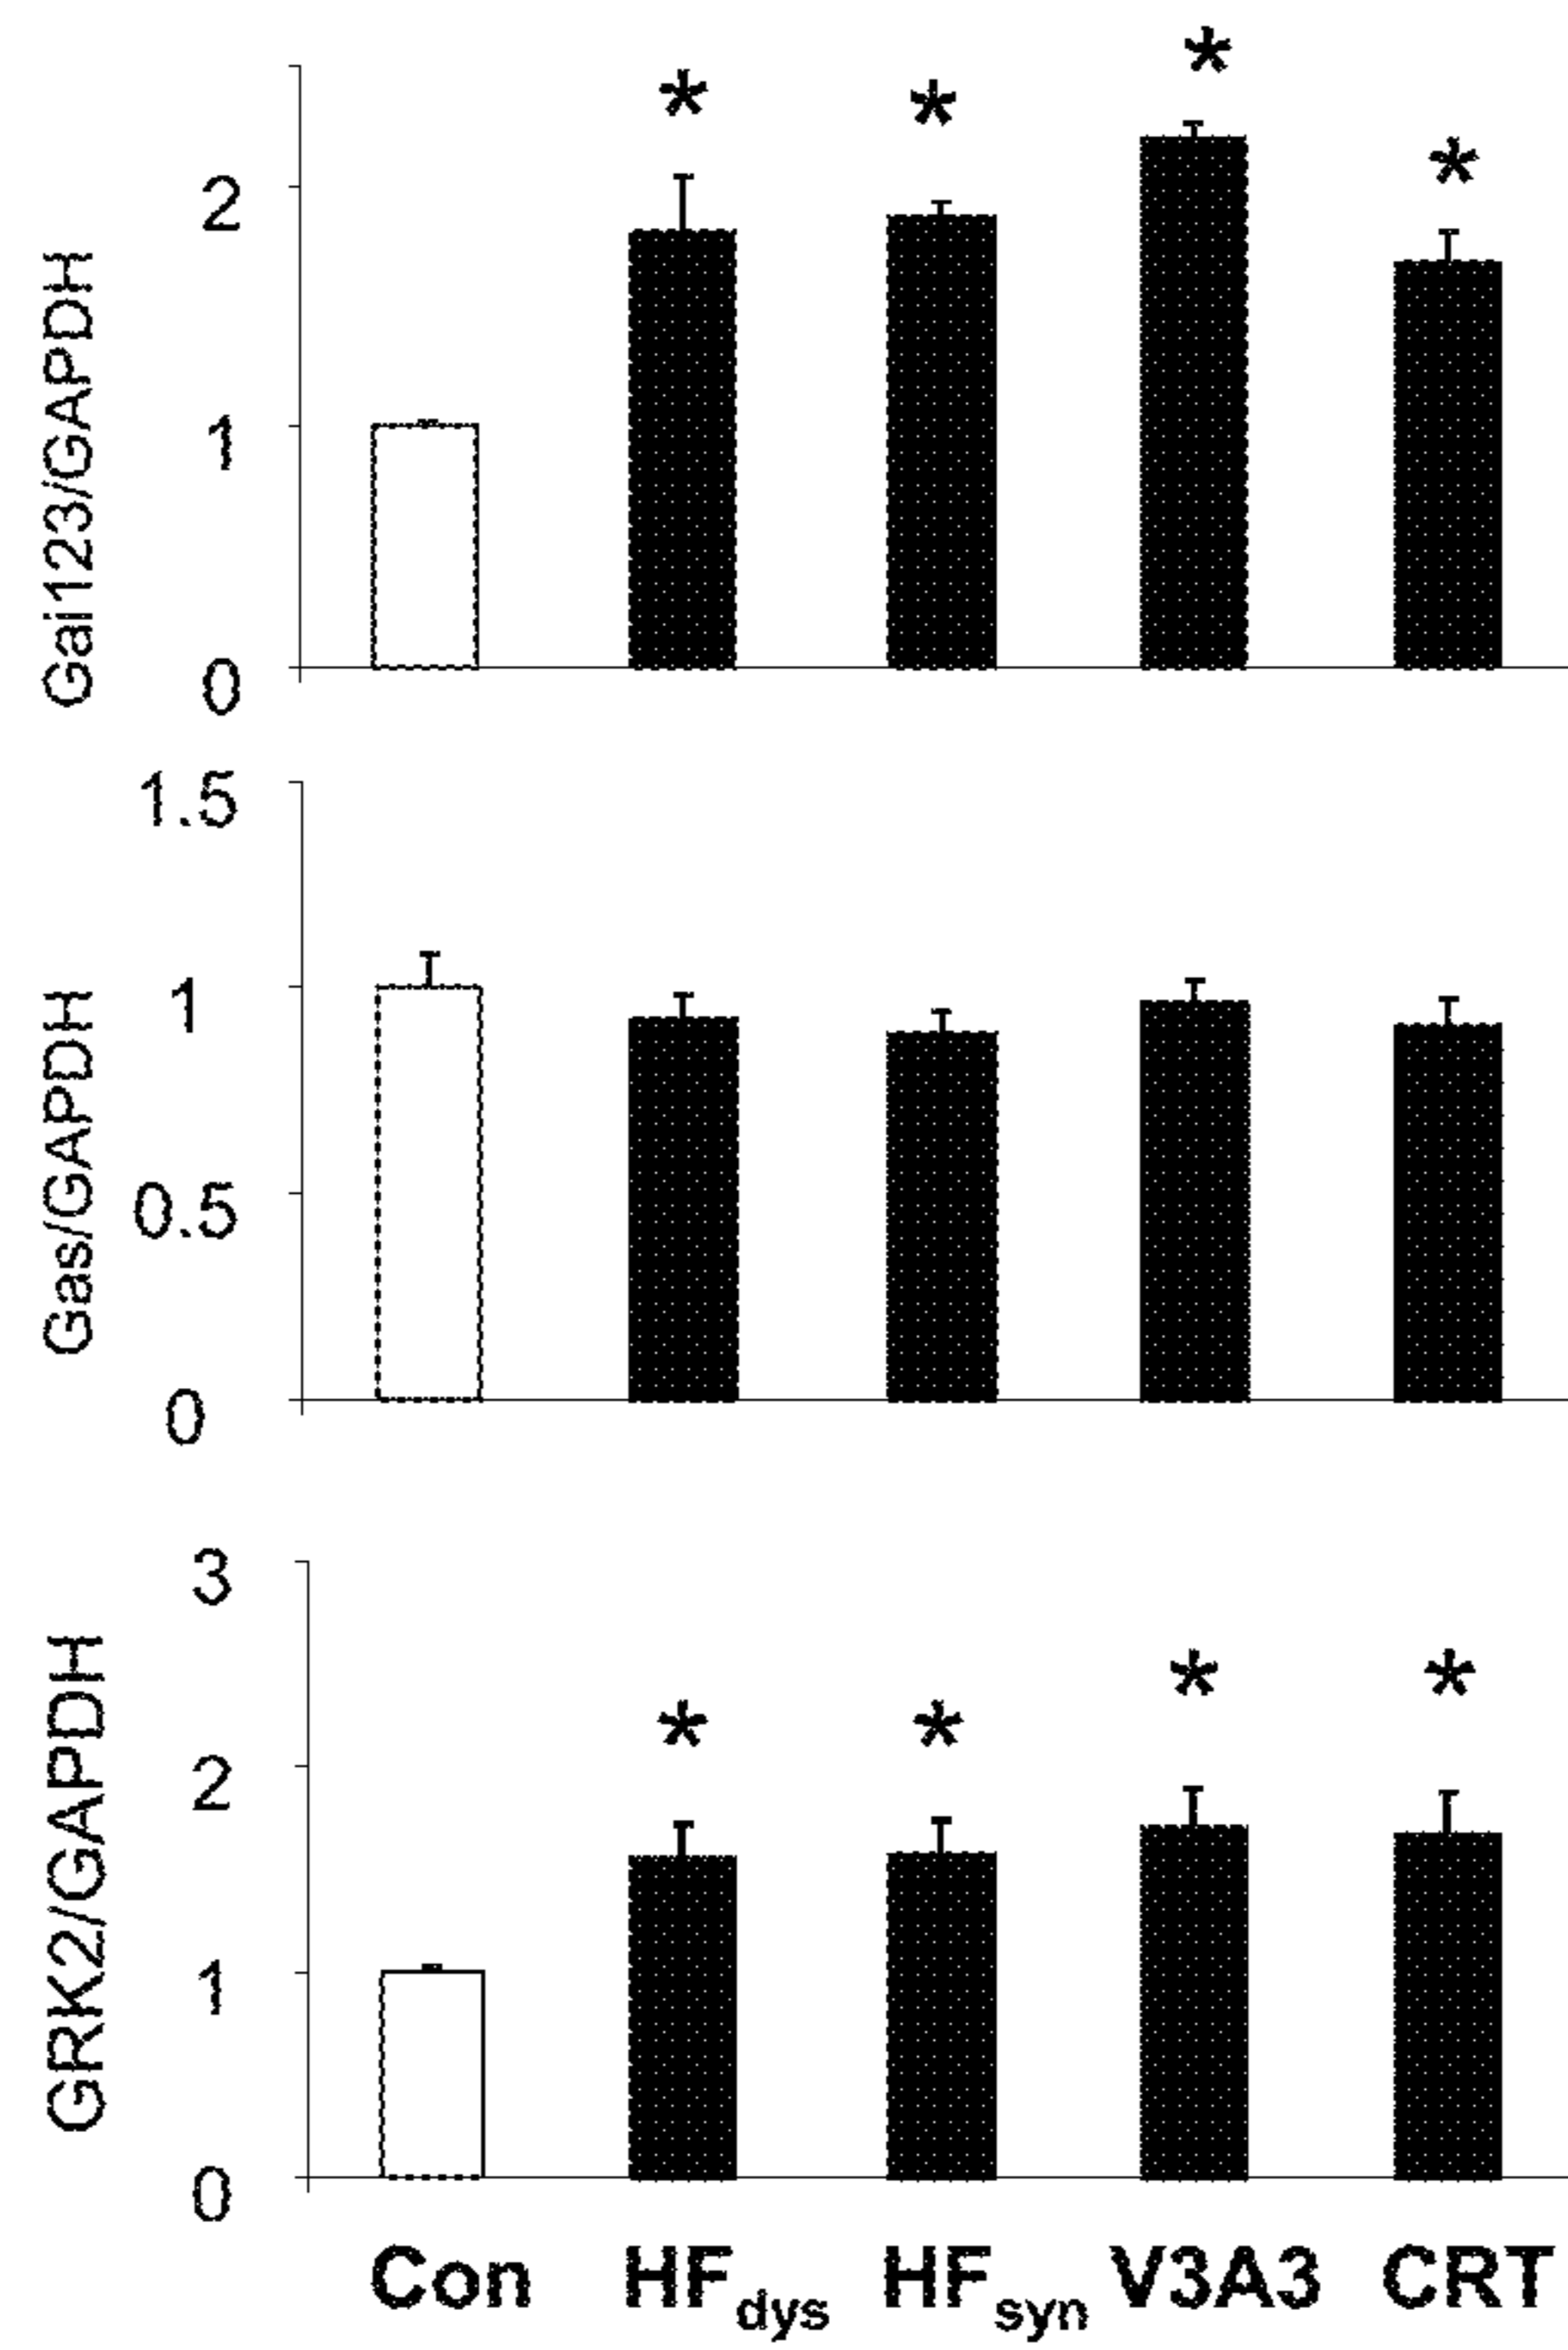 Gai123/GAPDH
2
1
0
* * * *
Gas/GAPDH
1.5
1
0.5
0
GRK2/GAPDH
3
2
1
0
* * * *
Con HFdys HFsyn V3A3 CRT